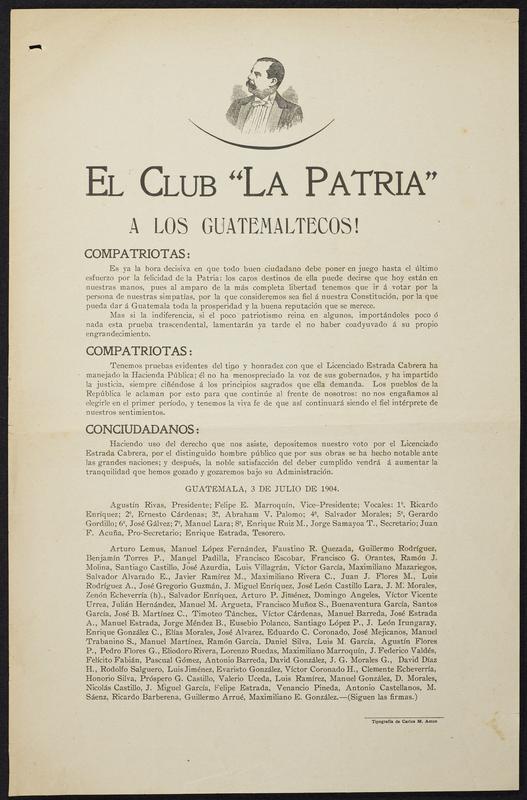 EL CLUB “LA PATRIA”
A LOS GUATEMALTECOS!
COMPATRIOTAS:
Es ya la hora decisiva en que todo buen ciudadano debe poner en juego hasta el último
esfuerzo por la felicidad de la Patria: los caros destinos de ella puede decirse que hoy están en
nuestras manos, pues al amparo de la más completa libertad tenemos que ir á votar por la
persona de nuestras simpatías, por la que consideremos sea fiel á nuestra Constitución, por la que
pueda dar á Guatemala toda la prosperidad y la buena reputación que se merece.
Mas si la indiferencia, si el poco patriotismo reina en algunos, importándoles poco ó
nada esta prueba trascendental, lamentarán ya tarde el no haber coadyuvado á su propio
engrandecimiento.
COMPATRIOTAS:
Tenemos pruebas evidentes del tino y honradez con que el Licenciado Estrada Cabrera ha
manejado la Hacienda Pública; él no ha menospreciado la voz de sus gobernados, y ha impartido
la justicia, siempre ciñéndose á los principios sagrados que ella demanda. Los pueblos de la
República le aclaman por esto para que continúe al frente de nosotros: no nos engañamos al
elegirle en el primer período, y tenemos la viva fe de que así continuará siendo el fiel intérprete de
nuestros sentimientos.
CONCIUDADANOS:
Haciendo uso del derecho que nos asiste, depositemos nuestro voto por el Licenciado
Estrada Cabrera, por el distinguido hombre público que por sus obras se ha hecho notable ante
las grandes naciones; y después, la noble satisfacción del deber cumplido vendrá á aumentar la
tranquilidad que hemos gozado y gozaremos bajo su Administración.
GUATEMALA, 3 DE JULIO DE 1904.
Agustín Rivas, Presidente; Felipe E. Marroquín, Vice-Presidente; Vocales: 1º. Ricardo
Enríquez; 2º, Ernesto Cárdenas; 3º, Abraham V. Palomo; 4º, Salvador Morales; 5º, Gerardo
Gordillo; 6º, José Gálvez; 7º, Manuel Lara; 8º, Enrique Ruiz M., Jorge Samayoa T., Secretario; Juan
F. Acuña, Pro-Secretario; Enrique Estrada, Tesorero.
Arturo Lemus, Manuel López Fernández, Faustino R. Quezada, Guillermo Rodríguez,
Benjamín Torres P., Manuel Padilla, Francisco Escobar, Francisco G. Orantes, Ramón J.
Molina, Santiago Castillo, José Azurdia, Luis Villagrán, Víctor García, Maximiliano Mazariegos,
Salvador Alvarado E., Javier Ramírez M., Maximiliano Rivera C., Juan J. Flores M., Luis
Rodríguez A., José Gregorio Guzmán, J. Miguel Enríquez, José León Castillo Lara, J. M. Morales,
Zenón Echeverría (h)., Salvador Enríquez, Arturo P. Jiménez, Domingo Angeles, Víctor Vicente
Urrea, Julián Hernández, Manuel M. Argueta, Francisco Muñoz S., Buenaventura García, Santos
García, José B. Martínez C., Timoteo Tánchez, Víctor Cárdenas, Manuel Barreda, José Estrada
A., Manuel Estrada, Jorge Méndez B., Eusebio Polanco, Santiago López P., J. León Irungaray,
Enrique González C., Elías Morales, José Alvarez, Eduardo C. Coronado, José Mejicanos, Manuel
Trabanino S., Manuel Martínez, Ramón García, Daniel Silva, Luis M. García, Agustín Flores
P., Pedro Flores G., Eliodoro Rivera, Lorenzo Ruedas, Maximiliano Marroquín, J. Federico Valdés,
Felícito Fabián, Pascual Gómez, Antonio Barreda, David González, J. G. Morales G., David Díaz
H., Rodolfo Salguero, Luis Jiménez, Evaristo González, Víctor Coronado H., Clemente Echeverría,
Honorio Silva, Próspero G. Castillo, Valerio Uceda, Luis Ramírez, Manuel González, D. Morales,
Nicolás Castillo, J. Miguel García, Felipe Estrada, Venancio Pineda, Antonio Castellanos, M.
Sáenz, Ricardo Barberena, Guillermo Arrué, Maximiliano E. González.—(Siguen las firmas.)
Tipografía de Carlos M.